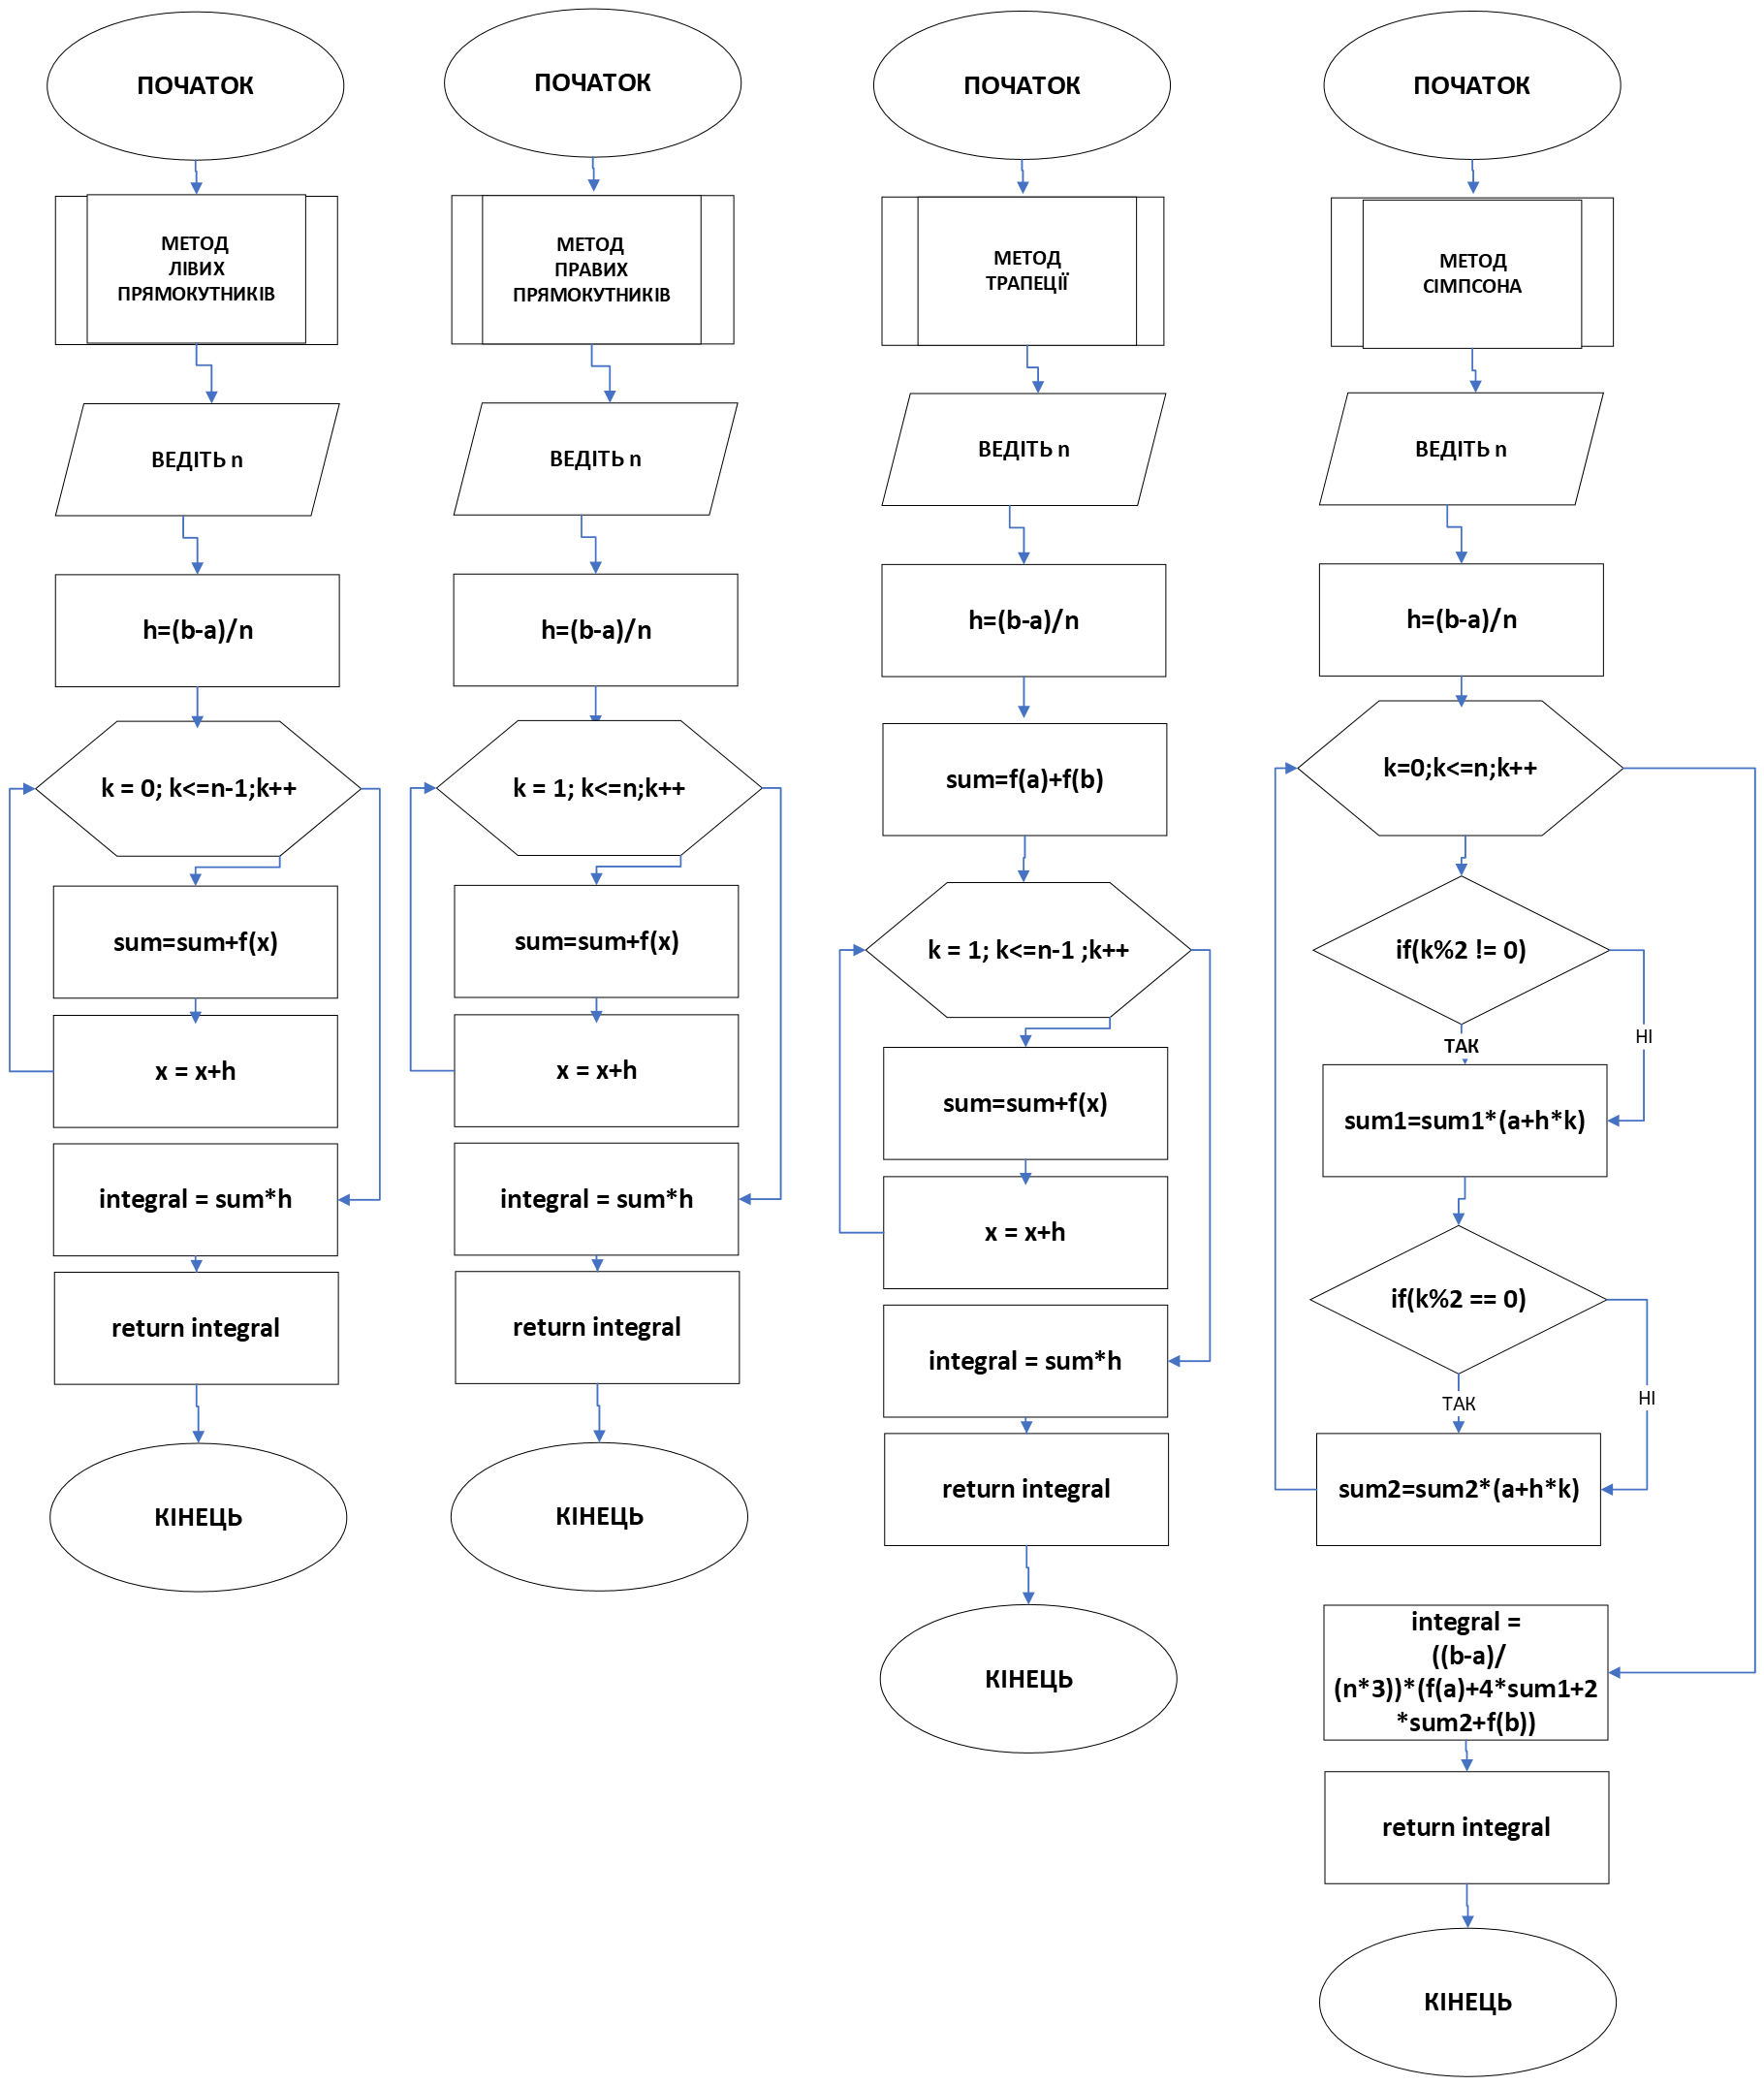 ПОЧАТОК
МЕТОД
ЛІВИХ
ПРЯМОКУТНИКІВ
ВЕДІТЬ n
h=(b-a)/n
k = 0; k<=n-1;k++
sum=sum+f(x)
x = x+h
integral = sum*h
return integral
КІНЕЦЬ
ПОЧАТОК
МЕТОД
ПРАВИХ
ПРЯМОКУТНИКІВ
ВЕДІТЬ n
h=(b-a)/n
k = 1; k<=n;k++
sum=sum+f(x)
x = x+h
integral = sum*h
return integral
КІНЕЦЬ
ПОЧАТОК
МЕТОД
ТРАПЕЦІЇ
ВЕДІТЬ n
h=(b-a)/n
sum=f(a)+f(b)
k = 1; k<=n-1 ;k++
sum=sum+f(x)
x = x+h
integral = sum*h
return integral
КІНЕЦЬ
ПОЧАТОК
МЕТОД
СІМПСОНА
ВЕДІТЬ n
h=(b-a)/n
k=0;k<=n;k++
if(k%2 != 0)
НІ
ТАК
sum1=sum1*(a+h*k)
if(k%2 == 0)
НІ
ТАК
sum2=sum2*(a+h*k)
integral =
((b-a)/
(n*3))*(f(a)+4*sum1+2
*sum2+f(b))
return integral
КІНЕЦЬ